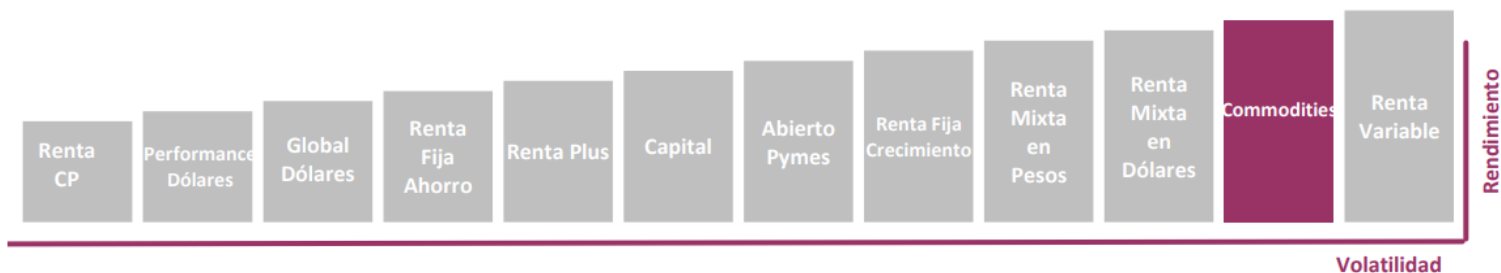 Renta
CP
Performance
Dólares
Global
Dólares
Renta
Fija
Ahorro
Renta Plus
Capital
Abierto
Pymes
Renta Fija
Crecimiento
Renta
Mixta
en
Pesos
Renta
Mixta
en
Dólares
Commodities
Renta
Variable
Rendimiento
Volatilidad